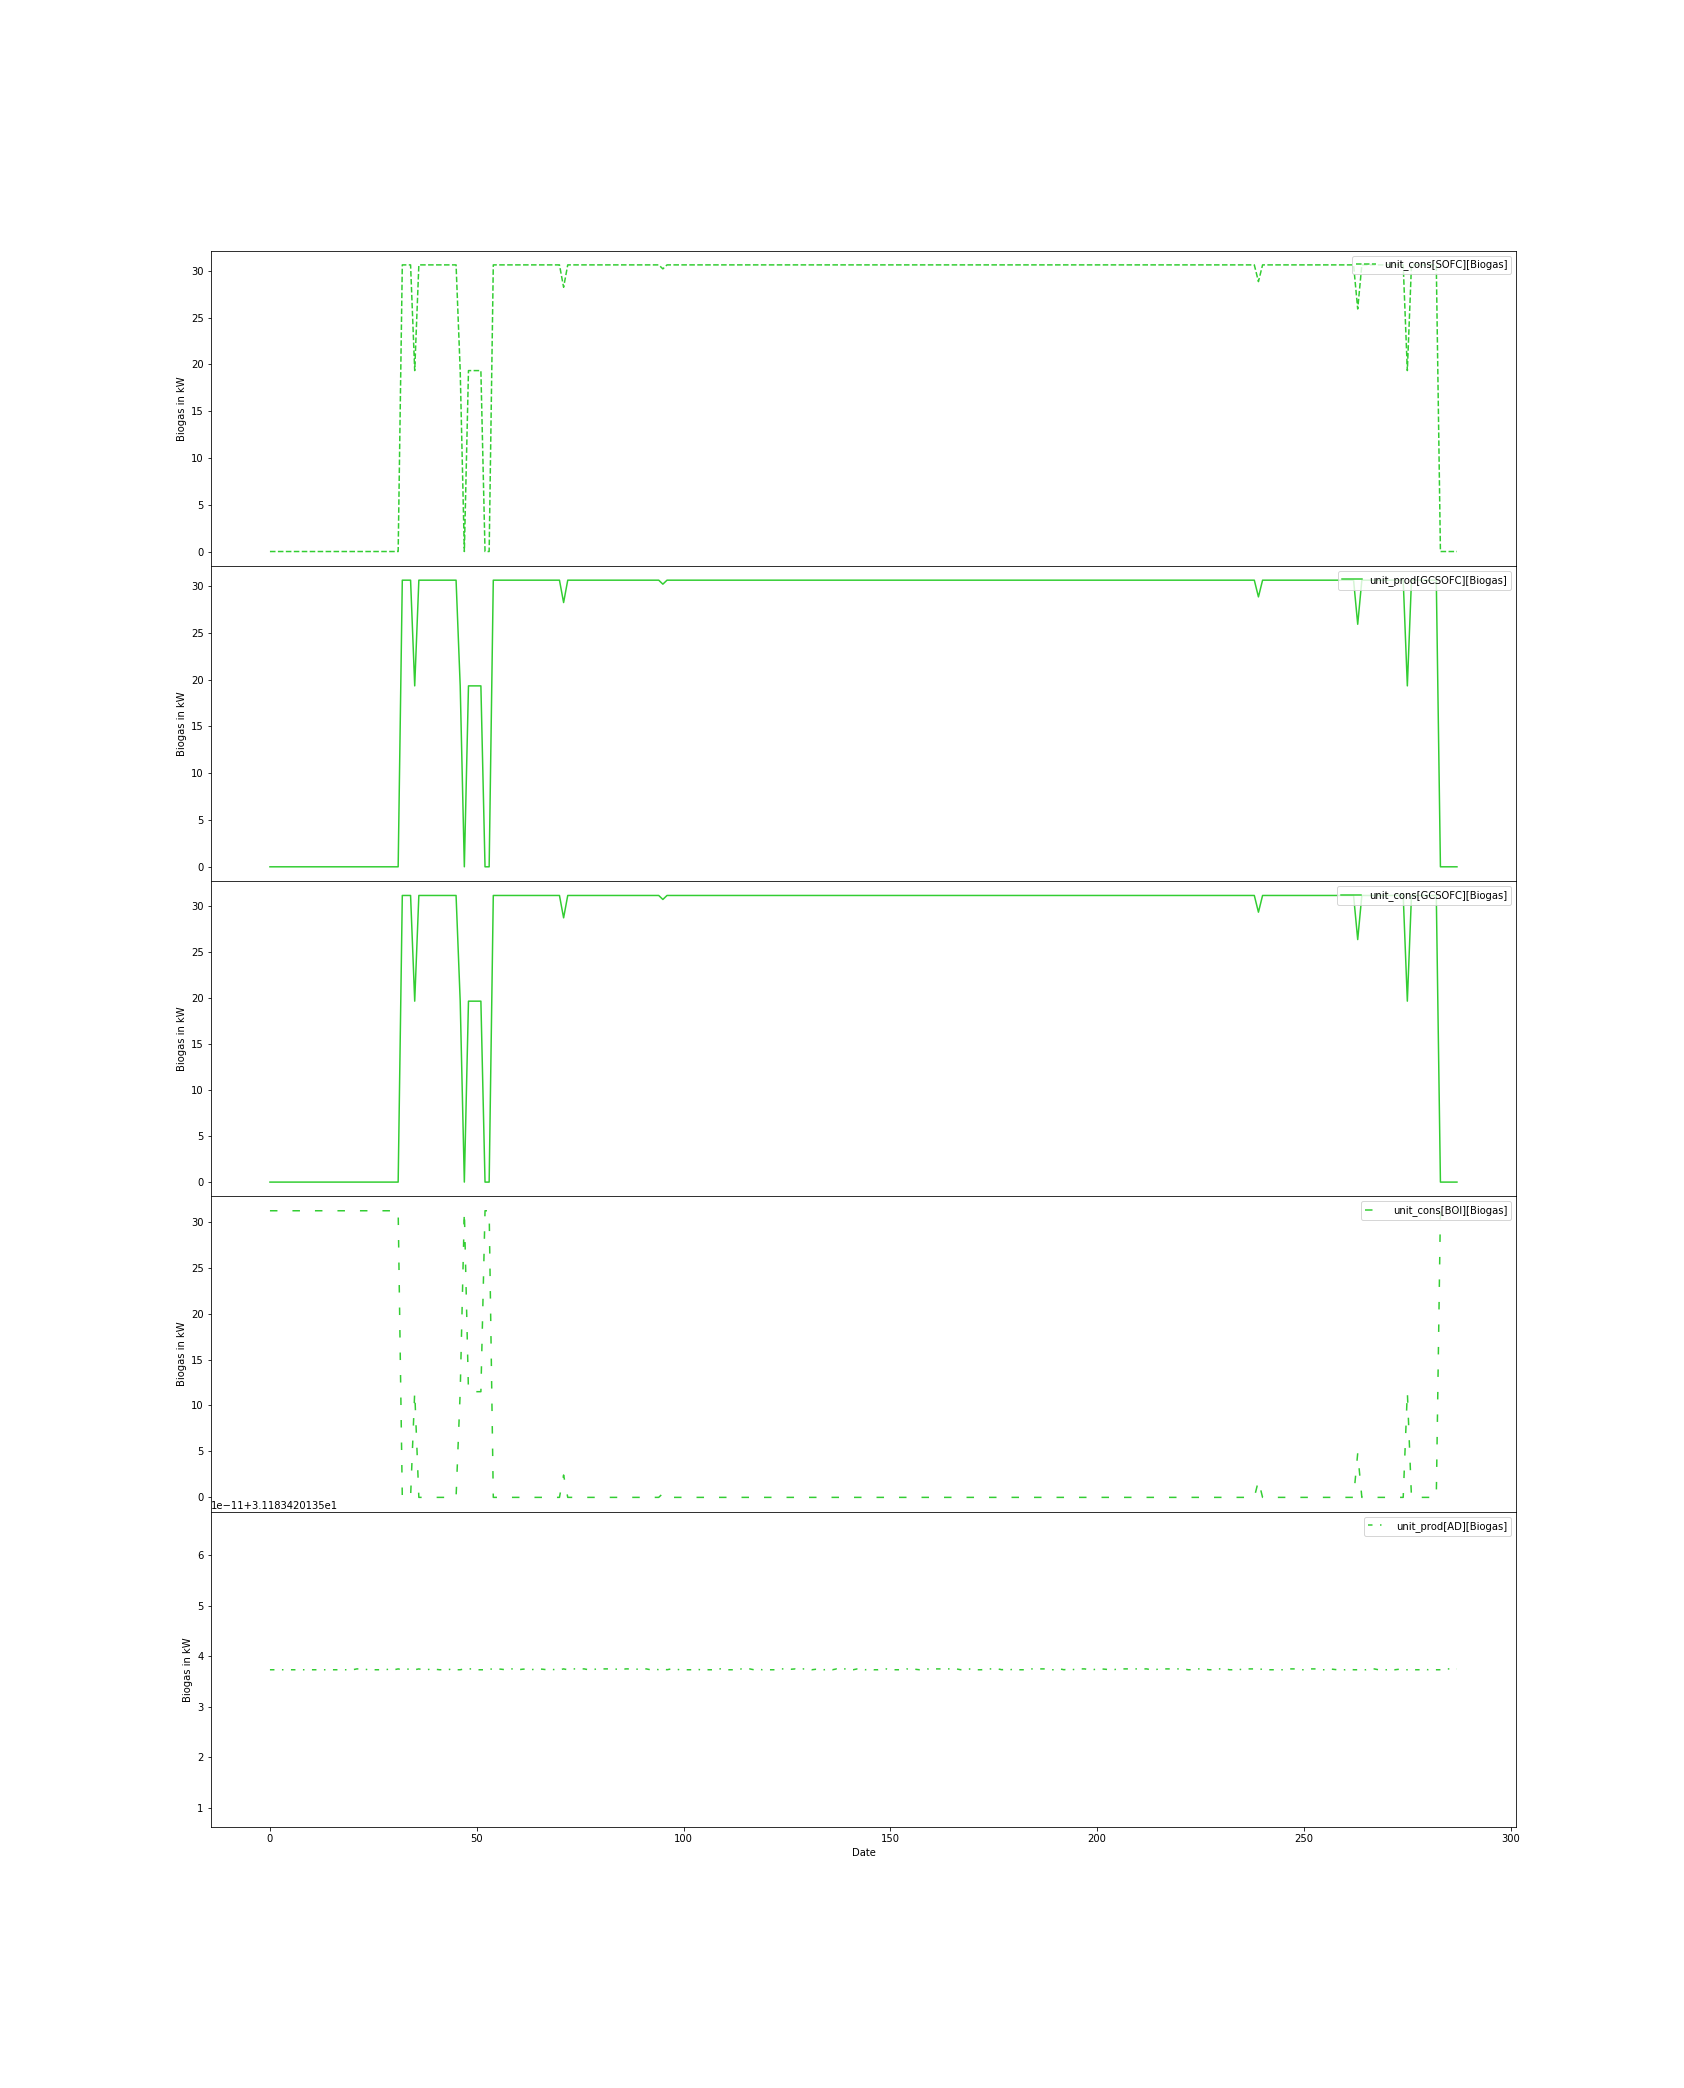 unit_cons[SOFC][Biogas]
30
25
20
15
10
5
0
Biogas in kW
unit_prod[GCSOFC][Biogas]
30
25
20
15
10
5
0
Biogas in kW
unit_cons[GCSOFC][Biogas]
30
25
20
15
10
5
0
Biogas in kW
unit_cons[BOI][Biogas]
30
25
20
15
10
5
0
Biogas in kW
1e−11+3.1183420135e1
unit_prod[AD][Biogas]
6
5
4
3
2
1
Biogas in kW
0 50 100 150 200 250 300
Date